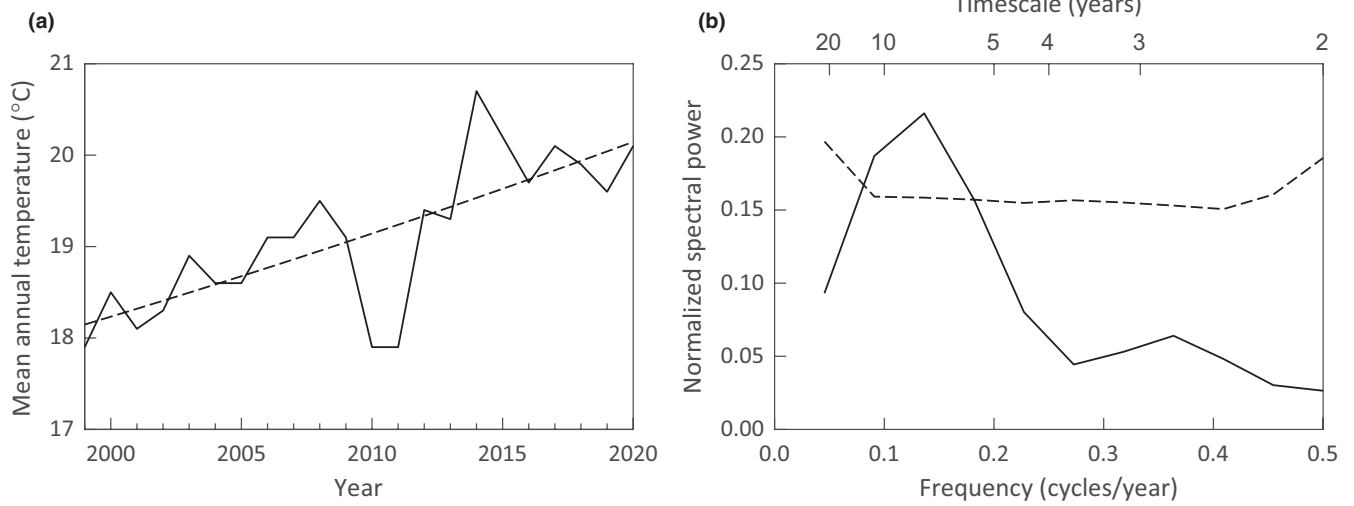 (a)
21
20
19
18
17
Mean annual temperature (°C)
2000 2005 2010 2015 2020
Year
(b)
Timescale (years)
20 10 5 4 3 2
0.25
0.20
0.15
0.10
0.05
0.00
Normalized spectral power
0.0 0.1 0.2 0.3 0.4 0.5
Frequency (cycles/year)